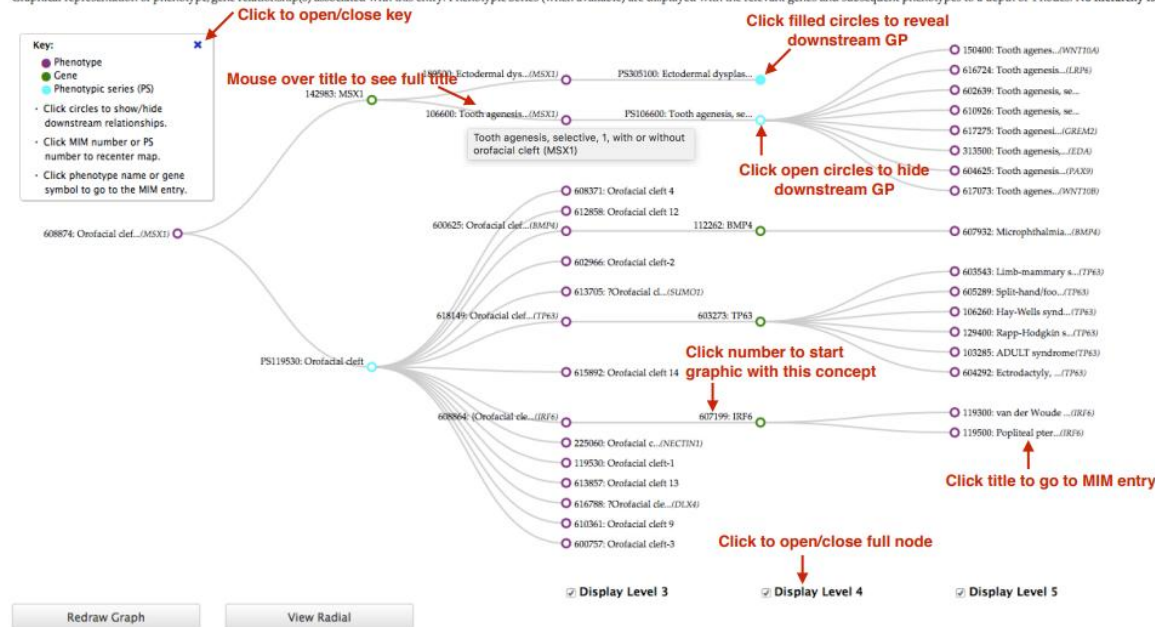 Click to open/close key
Key:
Phenotype
Gene
Phenotypic series (PS)
· Click circles to show/hide
downstream relationships.
· Click MIM number or PS
number to recenter map.
· Click phenotype name or gene
symbol to go to the MIM entry.
Click filled circles to reveal
downstream GP
Mouse over title to see full title
189500: Ectodermal dys...(MSX1)
PS305100: Ectodermal dysplas...
142983: MSX1
106600: Tooth agenesis...(MSX1)
PS106600: Tooth agenesis, se...
Tooth agenesis, selective, 1, with or without
orofacial cleft (MSX1)
Click open circles to hide
downstream GP
150400: Tooth agenes...(WNT10A)
616724: Tooth agenesis...(LRP6)
602639: Tooth agenesis, se...
610926: Tooth agenesis, se...
617275: Tooth agenesi...(GREM2)
313500: Tooth agenesis,...(EDA)
604625: Tooth agenesis...(PAX9)
617073: Tooth agenes...(WNT10B)
608874: Orofacial clef...(MSX1)
608371: Orofacial cleft 4
612858: Orofacial cleft 12
600625: Orofacial clef...(BMP4)
112262: BMP4
607932: Microphthalmia...(BMP4)
602966: Orofacial cleft-2
613705: ?Orofacial cl...(SUMO1)
618149: Orofacial clef...(TP63)
603273: TP63
603543: Limb-mammary s...(TP63)
605289: Split-hand/foo...(TP63)
106260: Hay-Wells synd...(TP63)
129400: Rapp-Hodgkin s...(TP63)
103285: ADULT syndrome(TP63)
604292: Ectrodactyly, ...(TP63)
PS119530: Orofacial cleft
Click number to start
graphic with this concept
615892: Orofacial cleft 14
608864: {Orofacial cle...(IRF6)
607199: IRF6
119300: van der Woude ...(IRF6)
119500: Popliteal pter...(IRF6)
225060: Orofacial c...(NECTIN1)
119530: Orofacial cleft-1
613857: Orofacial cleft 13
616788: ?Orofacial cle...(DLX4)
610361: Orofacial cleft 9
600757: Orofacial cleft-3
Click title to go to MIM entry
Click to open/close full node
Display Level 3
Display Level 4
Display Level 5
Redraw Graph
View Radial